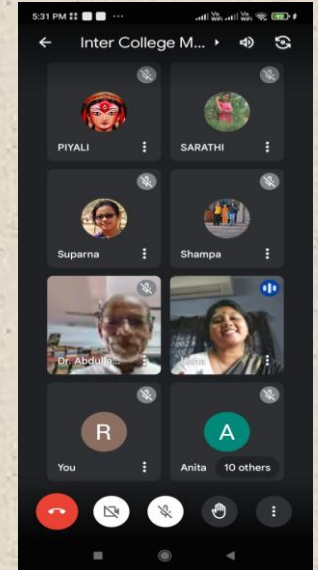 5:31 PM
Inter College M...
PIYALI
SARATHI
Suparna
Shampa
Dr. Abdulla...
R
You
A
Anita
10 others